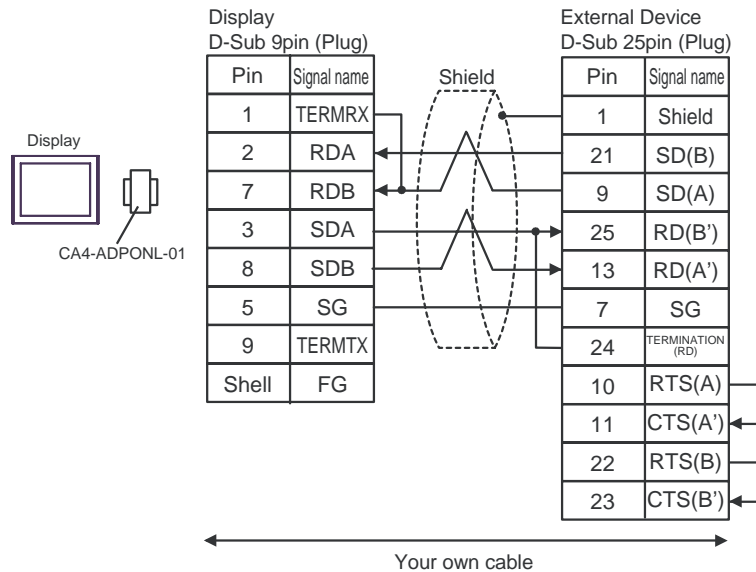 Display
D-Sub 9pin (Plug)
External Device
D-Sub 25pin (Plug)
Pin Signal name
1 TERMRX
2 RDA
7 RDB
3 SDA
8 SDB
5 SG
9 TERMTX
Shell FG
Shield
Pin Signal name
1 Shield
21 SD(B)
9 SD(A)
25 RD(B')
13 RD(A')
7 SG
24 TERMINATION
(RD)
10 RTS(A)
11 CTS(A')
22 RTS(B)
23 CTS(B')
Display
CA4-ADPONL-01
Your own cable